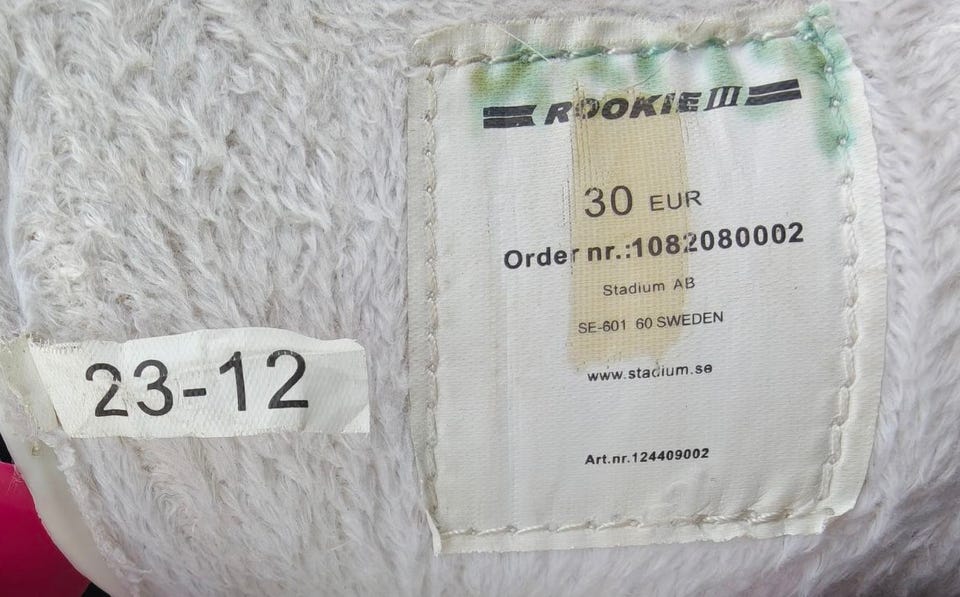 ROOKIE III
30 EUR
Order nr.:1082080002
Stadium AB
SE-601 60 SWEDEN
www.stadium.se
Art.nr.124409002
23-12